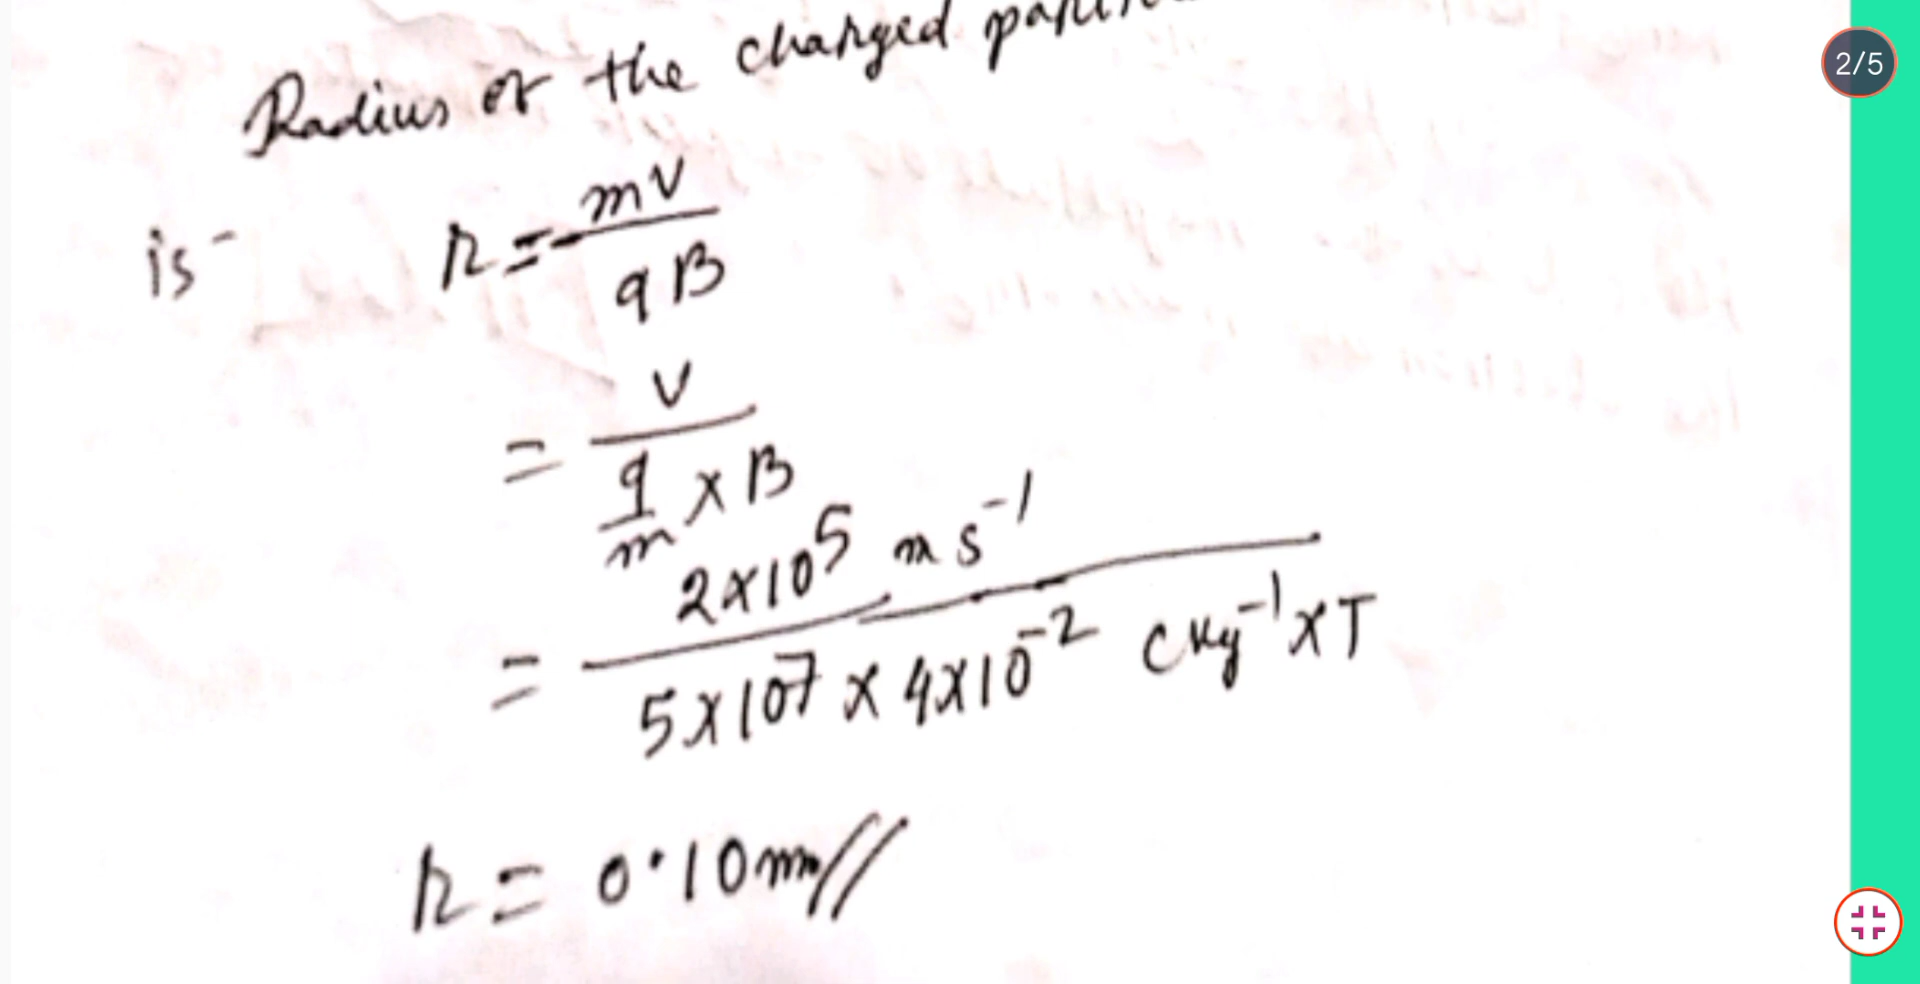 Radius of the charged
2/5
is - r = mv / qB
= v / (q/m × B)
= 2×10⁵ ms⁻¹ / 5×10⁷ × 4×10⁻² C kg⁻¹ × T
r = 0.10 m//